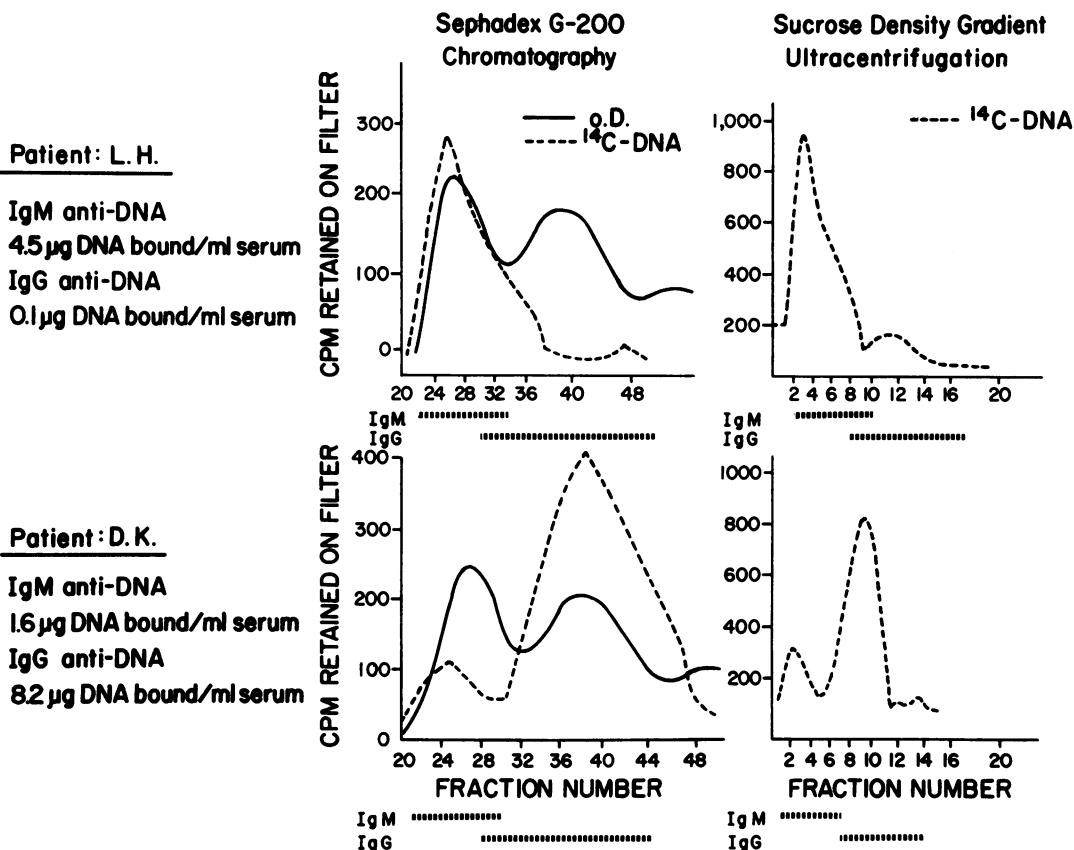 Sephadex G-200
Chromatography
Sucrose Density Gradient
Ultracentrifugation
Patient: L.H.
IgM anti-DNA
4.5 µg DNA bound/ml serum
IgG anti-DNA
0.1 µg DNA bound/ml serum
CPM RETAINED ON FILTER
300
200
100
0
O.D.
14C-DNA
20 24 28 32 40 48
IgM
IgG
1,000
800
600
400
200
14C-DNA
2 4 6 8 10 12 14 16 20
IgM
IgG
Patient: D.K.
IgM anti-DNA
1.6 µg DNA bound/ml serum
IgG anti-DNA
8.2 µg DNA bound/ml serum
CPM RETAINED ON FILTER
400
300
200
100
0
20 24 28 32 36 40 44 48
FRACTION NUMBER
IgM
IgG
1000
800
600
400
200
2 4 6 8 10 12 14 16 20
FRACTION NUMBER
IgM
IgG